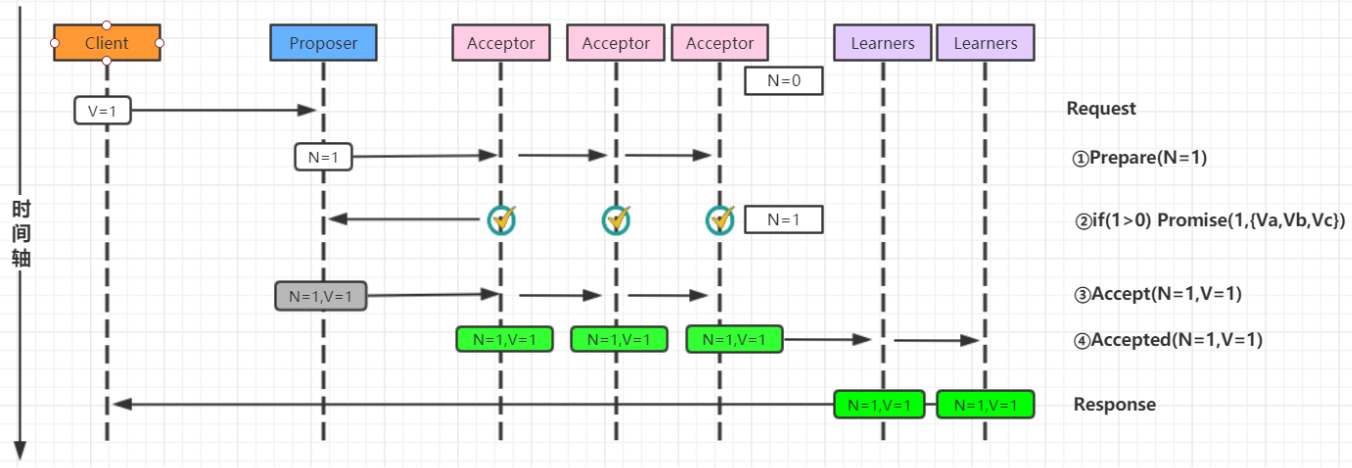 Client
Proposer
Acceptor
Acceptor
Acceptor
Learners
Learners
N=0
V=1
Request
N=1
①Prepare(N=1)
时间轴
N=1
②if(1>0) Promise(1,{Va,Vb,Vc})
N=1,V=1
③Accept(N=1,V=1)
N=1,V=1
N=1,V=1
N=1,V=1
④Accepted(N=1,V=1)
N=1,V=1
N=1,V=1
Response